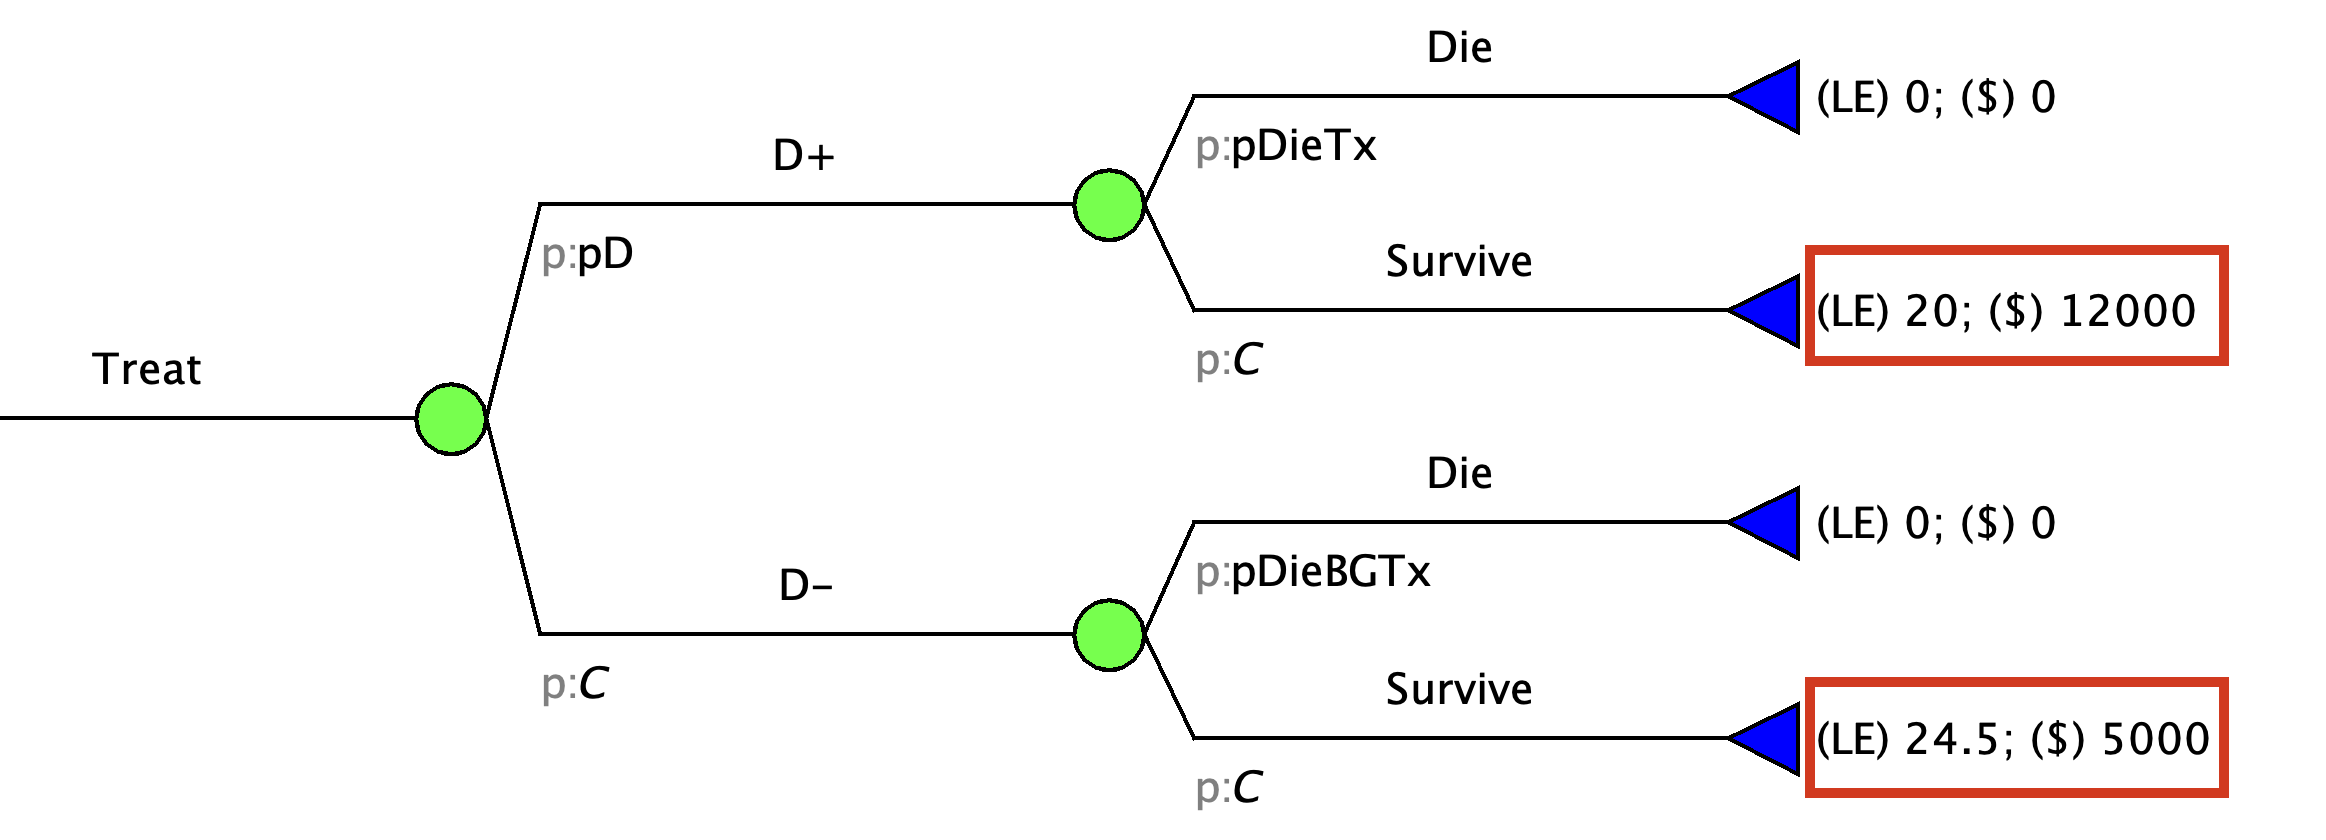 Die
(LE) 0; ($) 0
p:pDieTx
D+
p:pD
Survive
(LE) 20; ($) 12000
p:C
Treat
Die
(LE) 0; ($) 0
p:pDieBGTx
D–
p:C
Survive
(LE) 24.5; ($) 5000
p:C